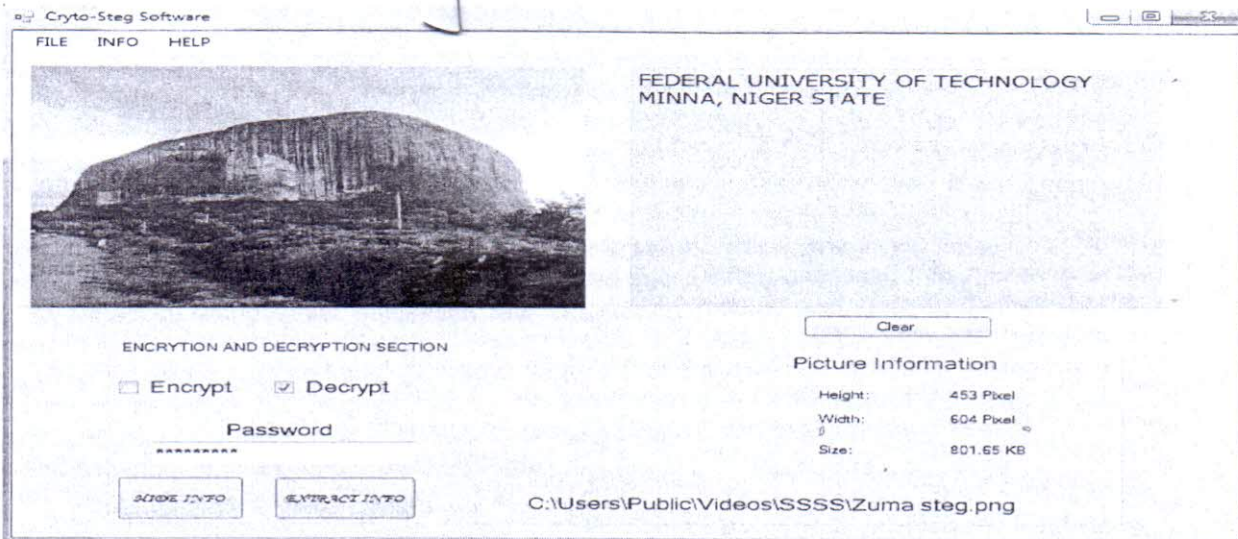 Cryto-Steg Software
FILE INFO HELP
FEDERAL UNIVERSITY OF TECHNOLOGY
MINNA, NIGER STATE
Clear
ENCRYTION AND DECRYPTION SECTION
Picture Information
Encrypt Decrypt
Height: 453 Pixel
Password
Width: 604 Pixel
*********
Size: 801.65 KB
HIDE INFO EXTRACT INFO
C:\Users\Public\Videos\SSSS\Zuma steg.png